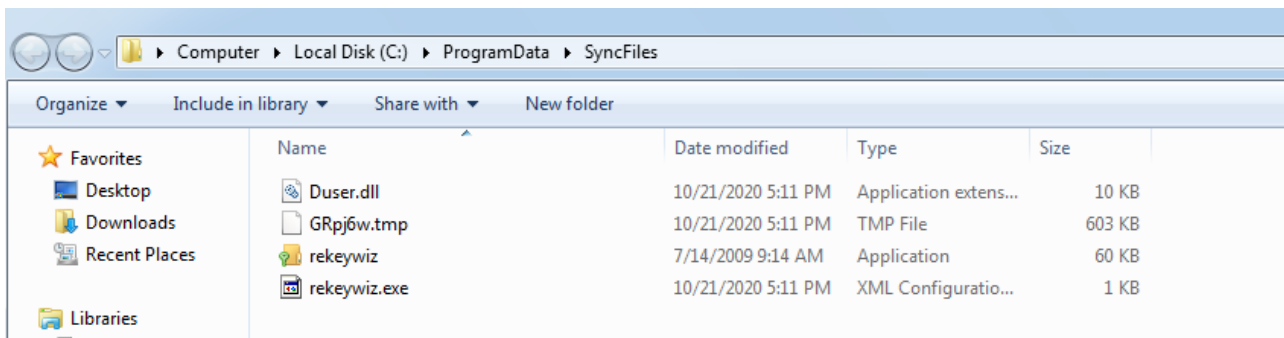 Computer Local Disk (C:) ProgramData SyncFiles
Organize Include in library Share with New folder
Favorites
Desktop
Downloads
Recent Places
Libraries
Name Date modified Type Size
Duser.dll 10/21/2020 5:11 PM Application extens... 10 KB
GRpj6w.tmp 10/21/2020 5:11 PM TMP File 603 KB
rekeywiz 7/14/2009 9:14 AM Application 60 KB
rekeywiz.exe 10/21/2020 5:11 PM XML Configuratio... 1 KB